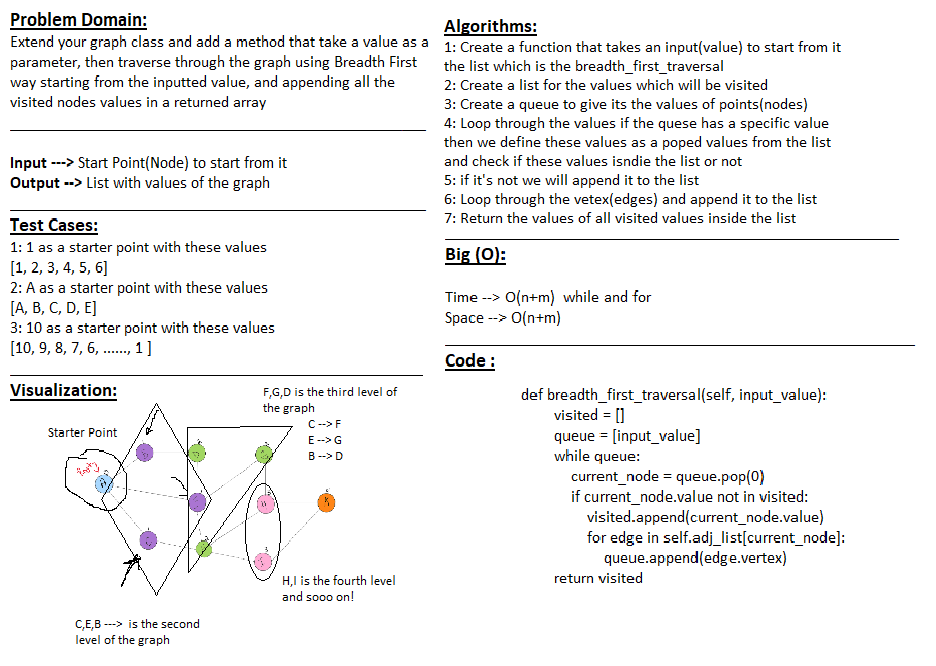 Problem Domain:
Extend your graph class and add a method that take a value as a
parameter, then traverse through the graph using Breadth First
way starting from the inputted value, and appending all the
visited nodes values in a returned array
Input ---> Start Point(Node) to start from it
Output --> List with values of the graph
Test Cases:
1: 1 as a starter point with these values
[1, 2, 3, 4, 5, 6]
2: A as a starter point with these values
[A, B, C, D, E]
3: 10 as a starter point with these values
[10, 9, 8, 7, 6, ......, 1 ]
Visualization:
Starter Point
F,G,D is the third level of
the graph
C --> F
E --> G
B --> D
H,I is the fourth level
and sooo on!
C,E,B ---> is the second
level of the graph
Algorithms:
1: Create a function that takes an input(value) to start from it
the list which is the breadth_first_traversal
2: Create a list for the values which will be visited
3: Create a queue to give its the values of points(nodes)
4: Loop through the values if the quese has a specific value
then we define these values as a poped values from the list
and check if these values isndie the list or not
5: if it's not we will append it to the list
6: Loop through the vetex(edges) and append it to the list
7: Return the values of all visited values inside the list
Big (O):
Time --> O(n+m) while and for
Space --> O(n+m)
Code :
def breadth_first_traversal(self, input_value):
visited = []
queue = [input_value]
while queue:
current_node = queue.pop(0)
if current_node.value not in visited:
visited.append(current_node.value)
for edge in self.adj_list[current_node]:
queue.append(edge.vertex)
return visited